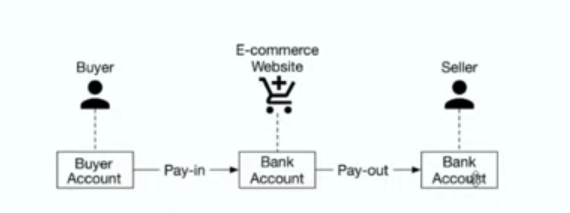 E-commerce
Website
Buyer
Seller
Buyer
Account
Pay-in
Bank
Account
Pay-out
Bank
Account